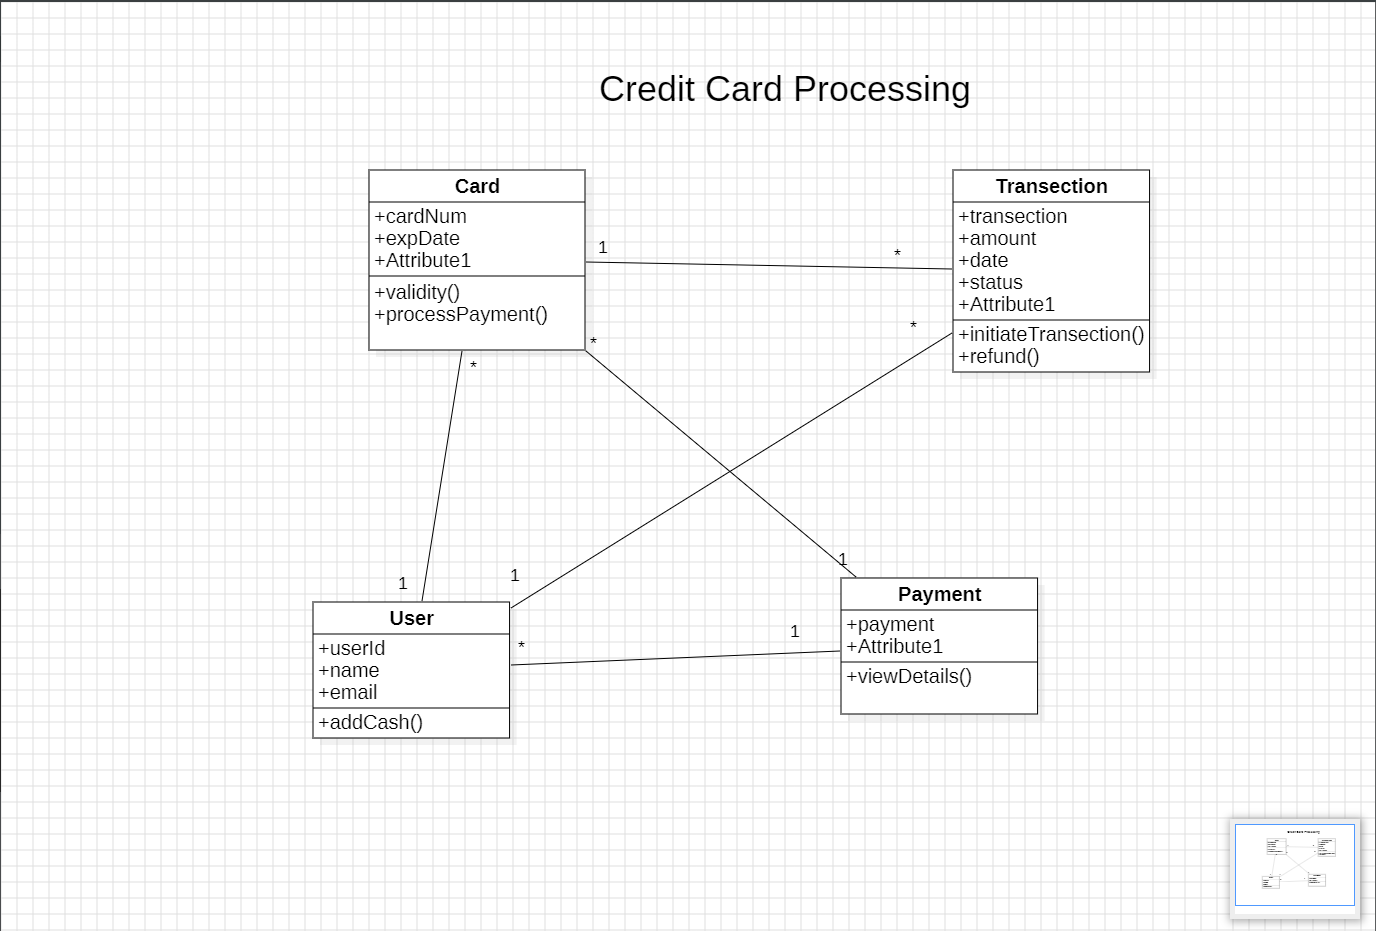 Credit Card Processing
Card
+cardNum
+expDate
+Attribute1
+validity()
+processPayment()
Transection
+transection
+amount
+date
+status
+Attribute1
+initiateTransection()
+refund()
1
*
*
*
*
1
1
1
*
1
User
+userId
+name
+email
+addCash()
Payment
+payment
+Attribute1
+viewDetails()